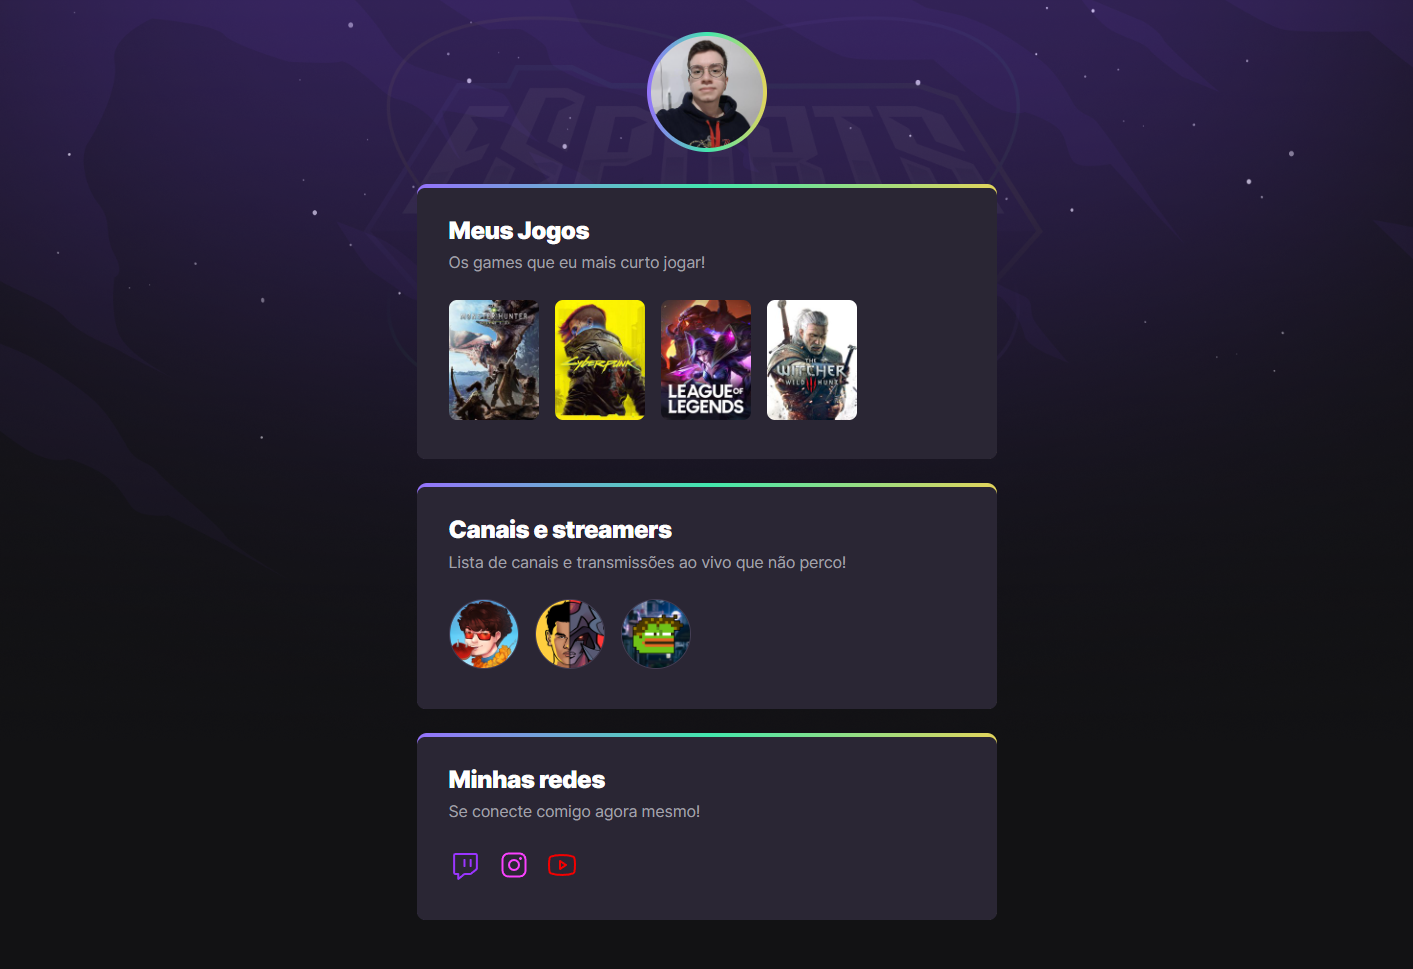 ESPORTS
Meus Jogos
Os games que eu mais curto jogar!
MONSTER HUNTER
WORLD
Cyberpunk
LEAGUE OF
LEGENDS
THE
WITCHER
WILD HUNT
Canais e streamers
Lista de canais e transmissões ao vivo que não perco!
Minhas redes
Se conecte comigo agora mesmo!